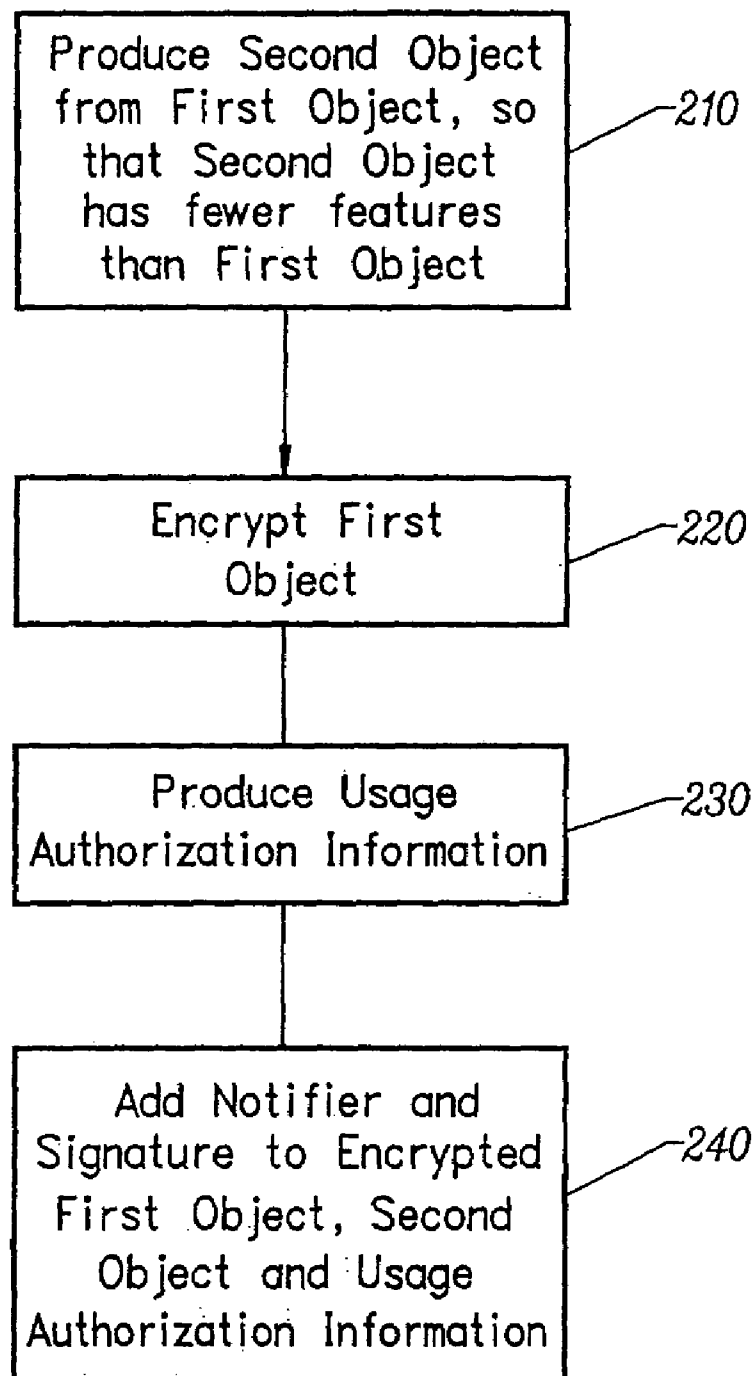 Produce Second Object
from First Object, so
that Second Object
has fewer features
than First Object
210
Encrypt First
Object
220
Produce Usage
Authorization Information
230
Add Notifier and
Signature to Encrypted
First Object, Second
Object and Usage
Authorization Information
240